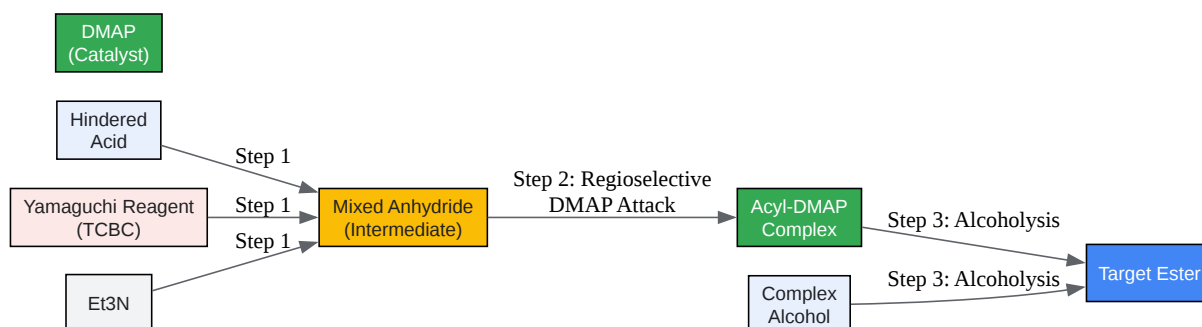 DMAP
(Catalyst)
Hindered
Acid
Step 1
Yamaguchi Reagent
(TCBC)
Step 1
Step 1
Et3N
Mixed Anhydride
(Intermediate)
Step 2: Regioselective
DMAP Attack
Acyl-DMAP
Complex
Step 3: Alcoholysis
Step 3: Alcoholysis
Complex
Alcohol
Target Ester